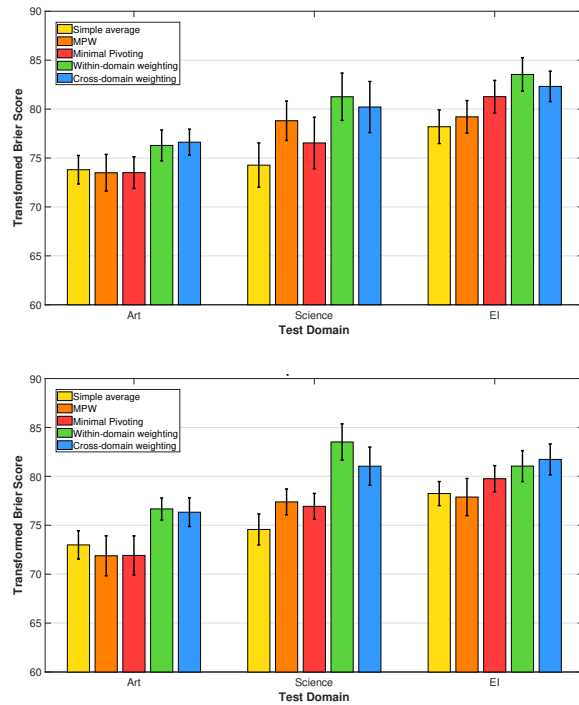 90
85
80
75
70
65
60
Transformed Brier Score
Simple average
MPW
Minimal Pivoting
Within-domain weighting
Cross-domain weighting
Art
Science
EI
Test Domain
90
85
80
75
70
65
60
Transformed Brier Score
Simple average
MPW
Minimal Pivoting
Within-domain weighting
Cross-domain weighting
Art
Science
EI
Test Domain